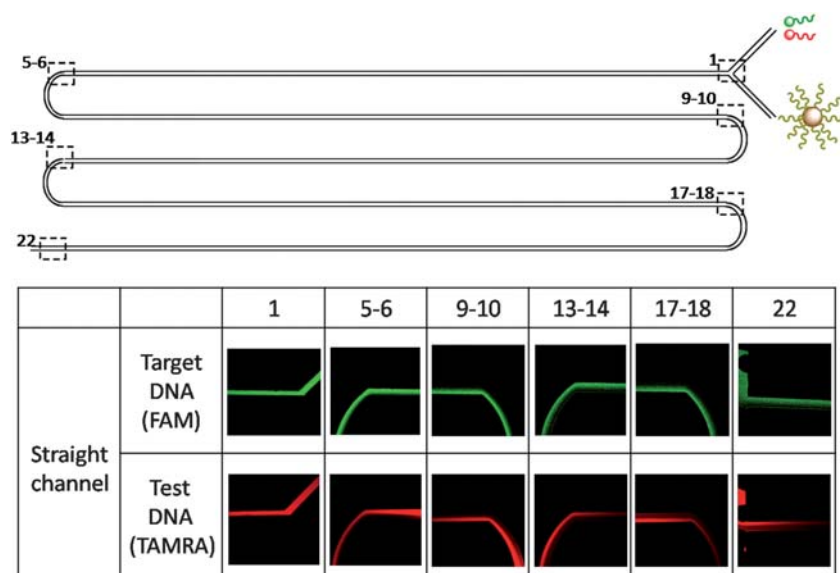 5-6
1
9-10
13-14
17-18
22
1 5-6 9-10 13-14 17-18 22
Straight
channel
Target
DNA
(FAM)
Test
DNA
(TAMRA)